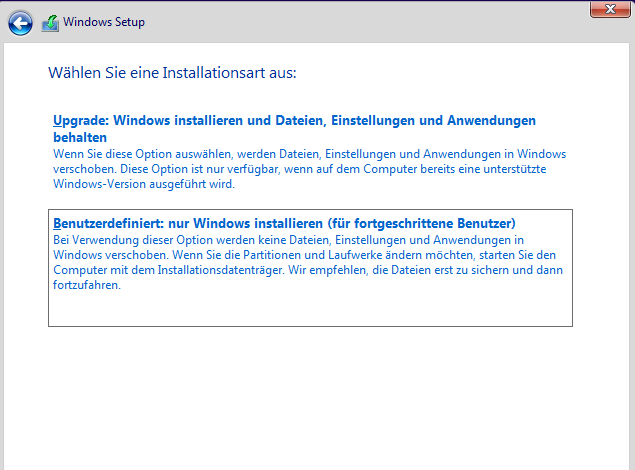 Windows Setup
Wählen Sie eine Installationsart aus:
Upgrade: Windows installieren und Dateien, Einstellungen und Anwendungen
behalten
Wenn Sie diese Option auswählen, werden Dateien, Einstellungen und Anwendungen in Windows
verschoben. Diese Option ist nur verfügbar, wenn auf dem Computer bereits eine unterstützte
Windows-Version ausgeführt wird.
Benutzerdefiniert: nur Windows installieren (für fortgeschrittene Benutzer)
Bei Verwendung dieser Option werden keine Dateien, Einstellungen und Anwendungen in
Windows verschoben. Wenn Sie die Partitionen und Laufwerke ändern möchten, starten Sie den
Computer mit dem Installationsdatenträger. Wir empfehlen, die Dateien erst zu sichern und dann
fortzufahren.